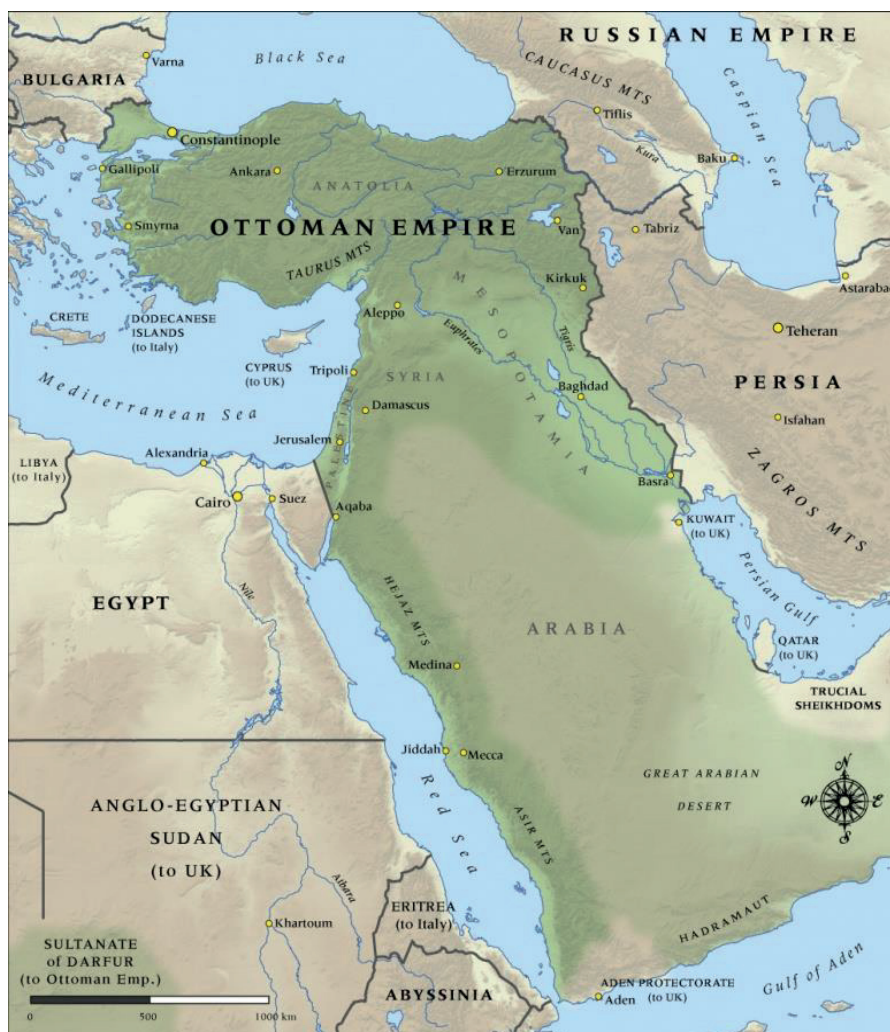 RUSSIAN EMPIRE
Black Sea
Varna
BULGARIA
CAUCASUS MTS
Caspian Sea
Tiflis
Constantinople
Kura
Baku
Gallipoli
Ankara
ANATOLIA
Erzurum
Smyrna
OTTOMAN EMPIRE
Van
Tabriz
TAURUS MTS
Kirkuk
Astarabad
MESOPOTAMIA
Aleppo
CRETE
DODECANESE
ISLANDS
(to Italy)
Euphrates
Tigris
Teheran
CYPRUS
(to UK)
Tripoli
SYRIA
Baghdad
PERSIA
Mediterranean Sea
Damascus
Isfahan
PALESTINE
Jerusalem
Alexandria
LIBYA
(to Italy)
Basra
ZAGROS MTS
Cairo
Suez
Aqaba
KUWAIT
(to UK)
Persian Gulf
Nile
EGYPT
HEJAZ MTS
ARABIA
QATAR
(to UK)
Medina
TRUCIAL
SHEIKHDOMS
Jiddah
Mecca
Red Sea
GREAT ARABIAN
DESERT
N
W
E
S
ANGLO-EGYPTIAN
SUDAN
(to UK)
ASIR MTS
Atbara
ERITREA
(to Italy)
Khartoum
HADRAMAUT
SULTANATE
OF DARFUR
(to Ottoman Emp.)
ABYSSINIA
ADEN PROTECTORATE
(to UK)
Aden
Gulf of Aden
0
500
1000 km